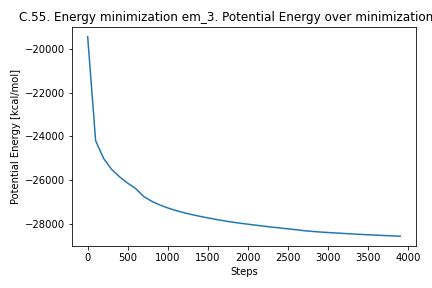 C.55. Energy minimization em_3. Potential Energy over minimization
Potential Energy [kcal/mol]
−20000
−22000
−24000
−26000
−28000
0 500 1000 1500 2000 2500 3000 3500 4000
Steps